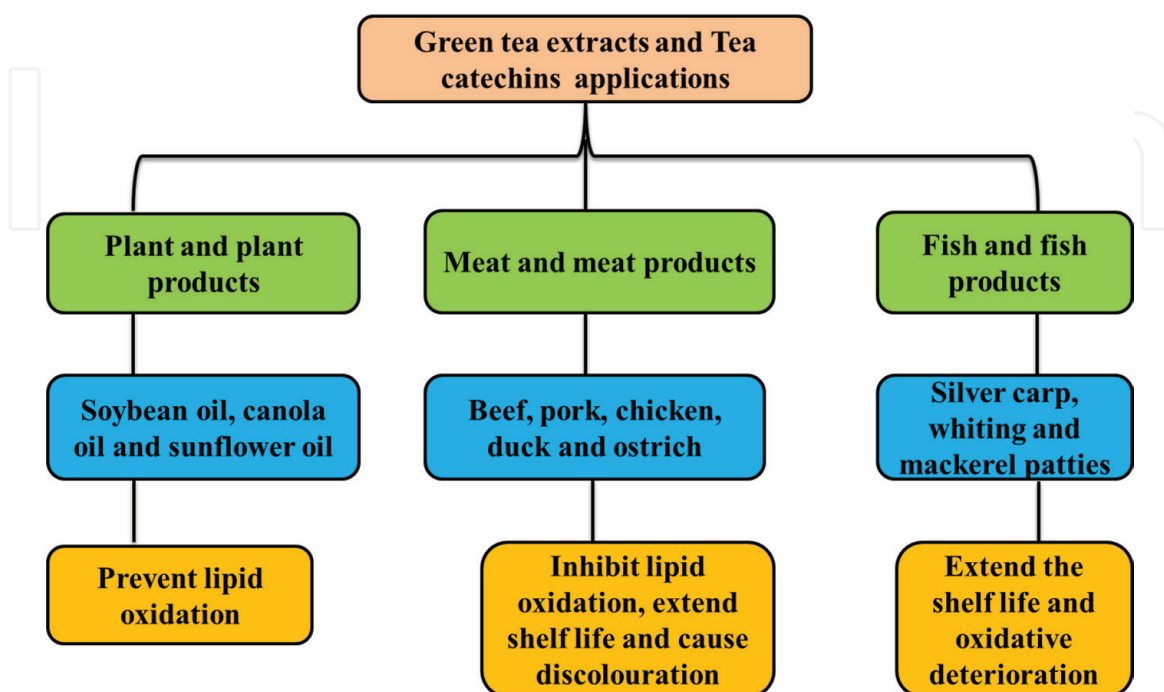 Green tea extracts and Tea
catechins applications
Plant and plant
products
Meat and meat products
Fish and fish
products
Soybean oil, canola
oil and sunflower oil
Beef, pork, chicken,
duck and ostrich
Silver carp,
whiting and
mackerel patties
Prevent lipid
oxidation
Inhibit lipid
oxidation, extend
shelf life and cause
discolouration
Extend the
shelf life and
oxidative
deterioration